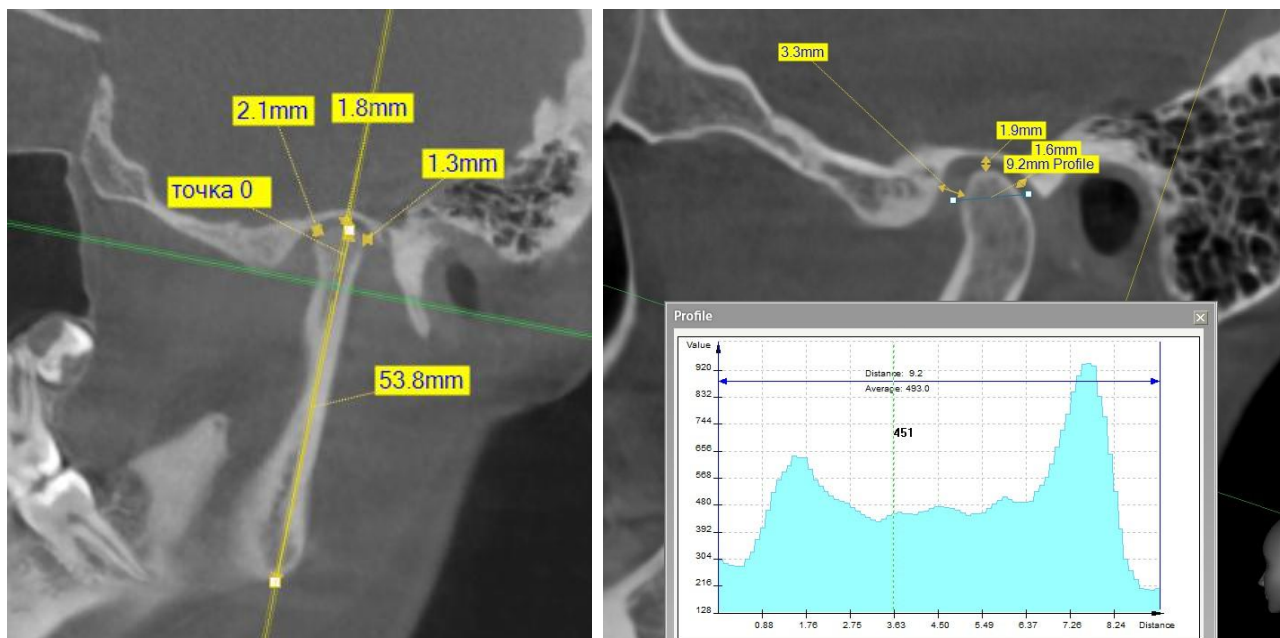 2.1mm
1.8mm
1.3mm
точка 0
53.8mm
3.3mm
1.9mm
1.6mm
9.2mm Profile
Profile
Value
920
832
744
656
568
480
392
304
216
128
Distance: 9.2
Average: 493.0
451
0.88
1.76
2.75
3.63
4.50
5.49
6.37
7.26
8.24
Distance